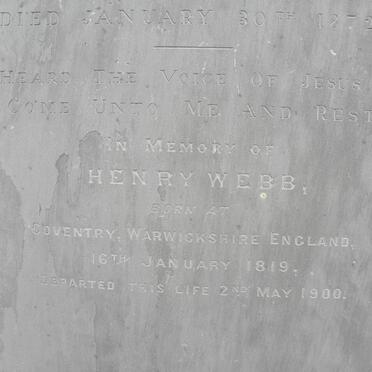 DIED JANUARY 30TH 187
HEARD THE VOICE OF JESUS
COME UNTO ME AND REST
IN MEMORY OF
HENRY WEBB,
BORN AT
COVENTRY, WARWICKSHIRE ENGLAND,
16TH JANUARY 1819,
DEPARTED THIS LIFE 2ND MAY 1900.